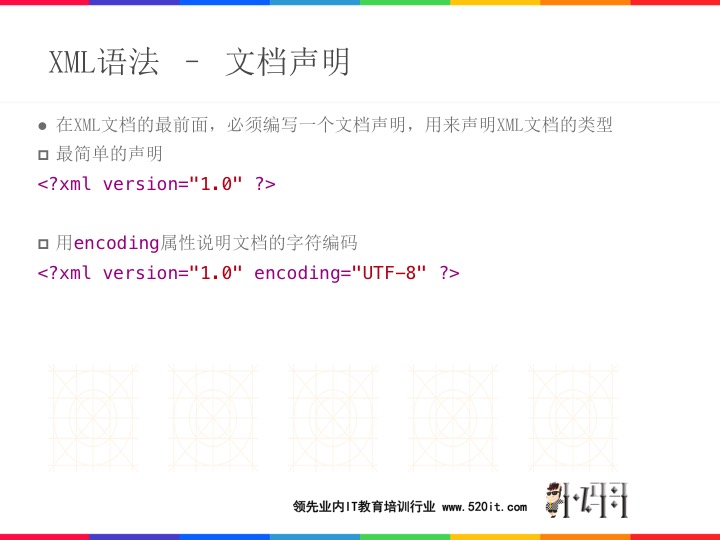 XML语法 – 文档声明
在XML文档的最前面，必须编写一个文档声明，用来声明XML文档的类型
最简单的声明
<?xml version="1.0" ?>
用encoding属性说明文档的字符编码
<?xml version="1.0" encoding="UTF-8" ?>
领先业内IT教育培训行业 www.520it.com
小码哥